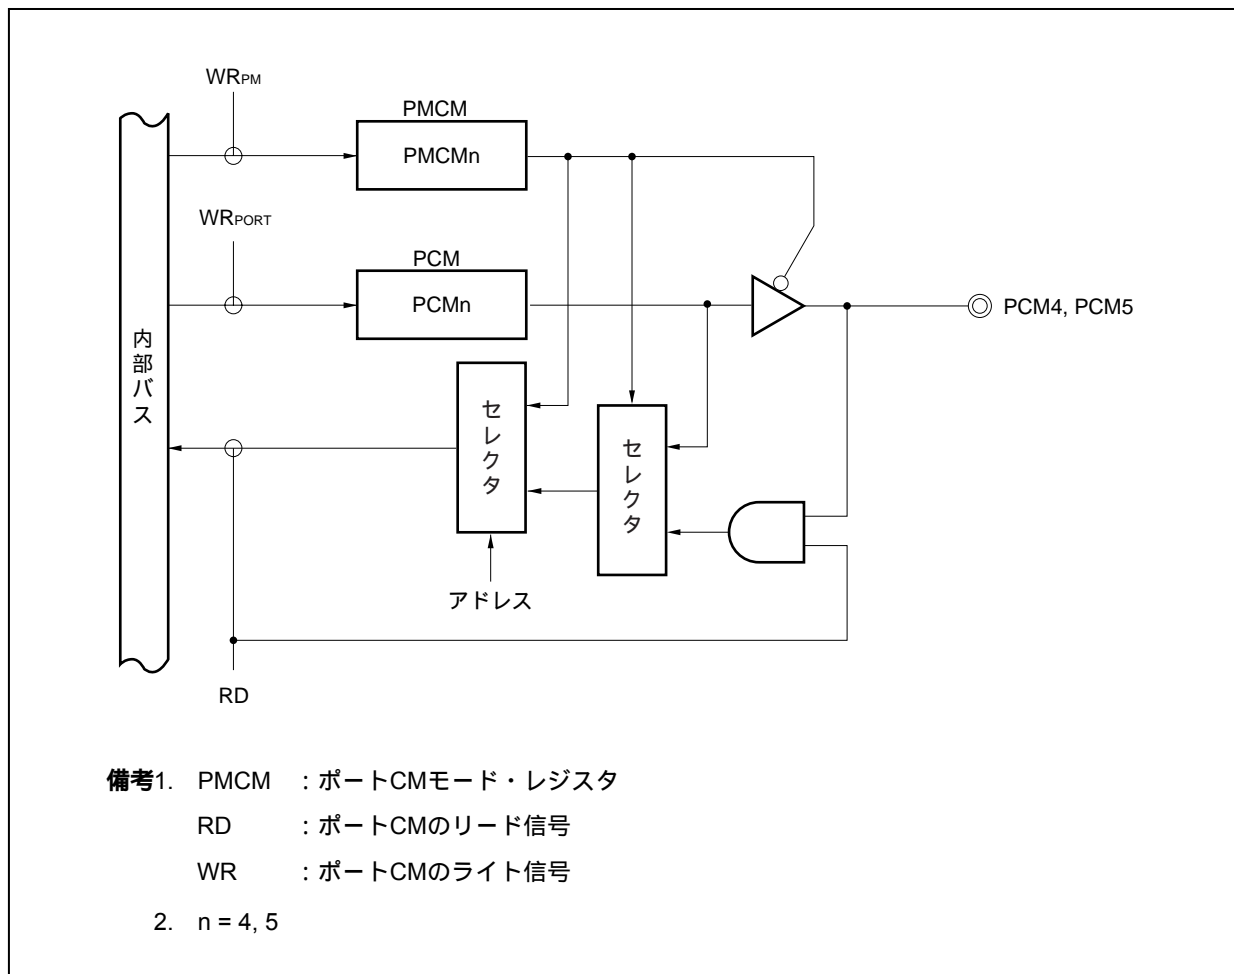 WRPM
PMCM
PMCMn
WRPORT
PCM
PCMn
PCM4, PCM5
内部バス
セレクタ
セレクタ
アドレス
RD
備考1. PMCM :ポートCMモード・レジスタ
RD :ポートCMのリード信号
WR :ポートCMのライト信号
2. n = 4, 5